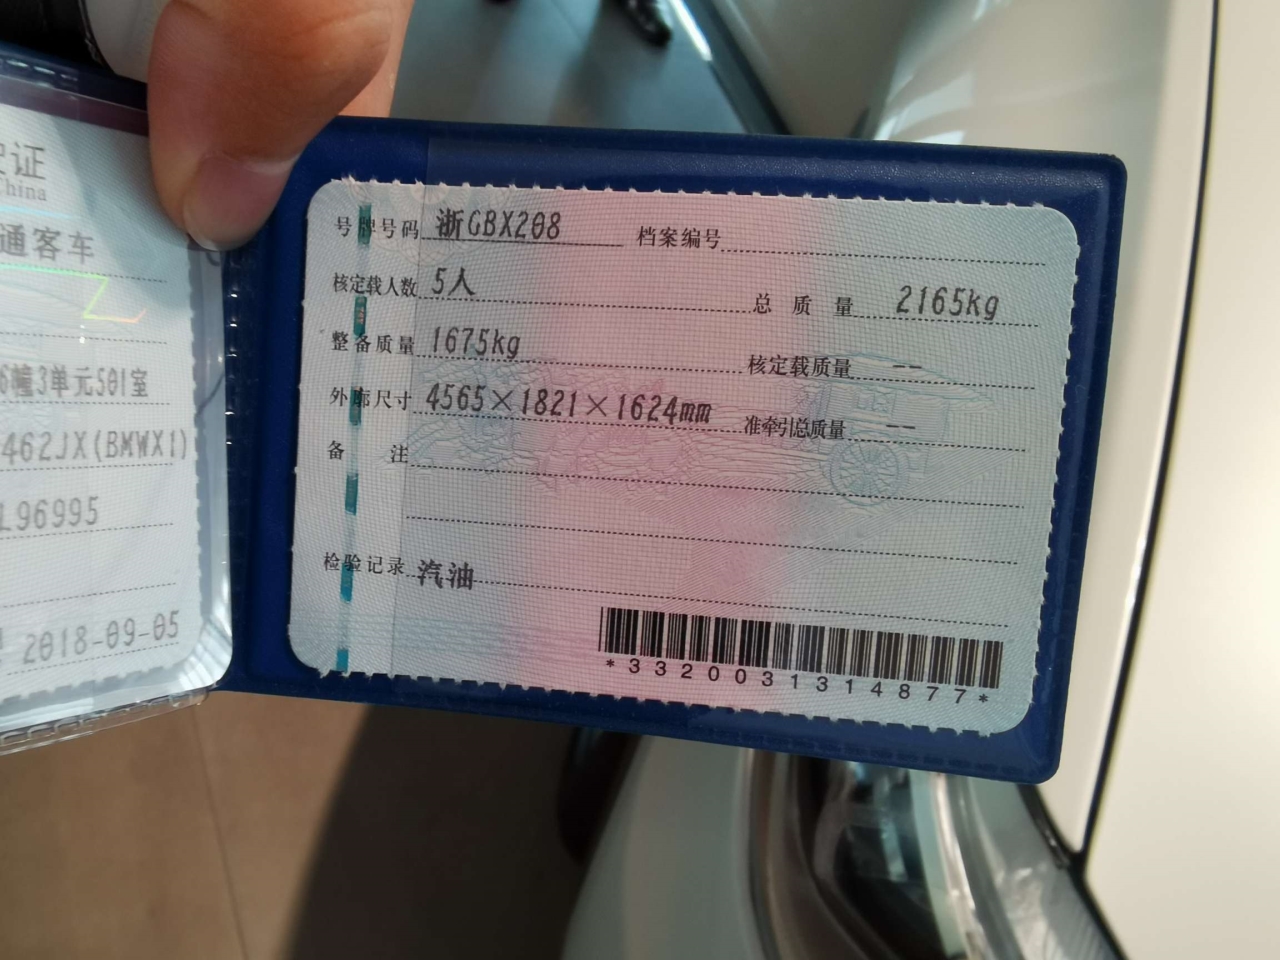 证
China
通客车
幢3单元501室
462JX(BMWX1)
L96995
2018-09-05
号牌号码 浙GBX208 档案编号
核定载人数 5人 总质量 2165kg
整备质量 1675kg 核定载质量 --
外廓尺寸 4565×1821×1624mm 准牵引总质量 --
备注
检验记录 汽油
*3320031314877*